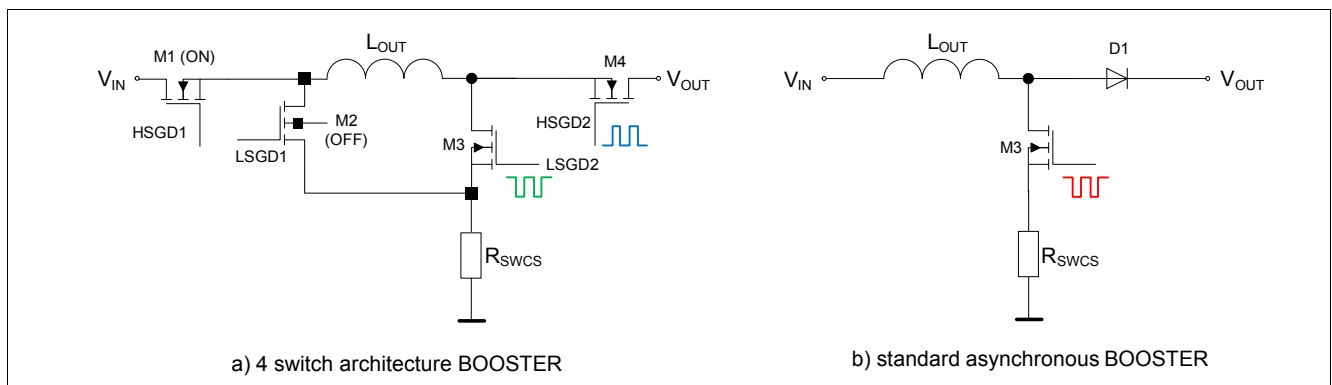 LOUT
M1 (ON)
VIN
M4
VOUT
HSGD1
M2
(OFF)
LSGD1
HSGD2
M3
LSGD2
RSWCS
a) 4 switch architecture BOOSTER
LOUT
D1
VIN
VOUT
M3
RSWCS
b) standard asynchronous BOOSTER